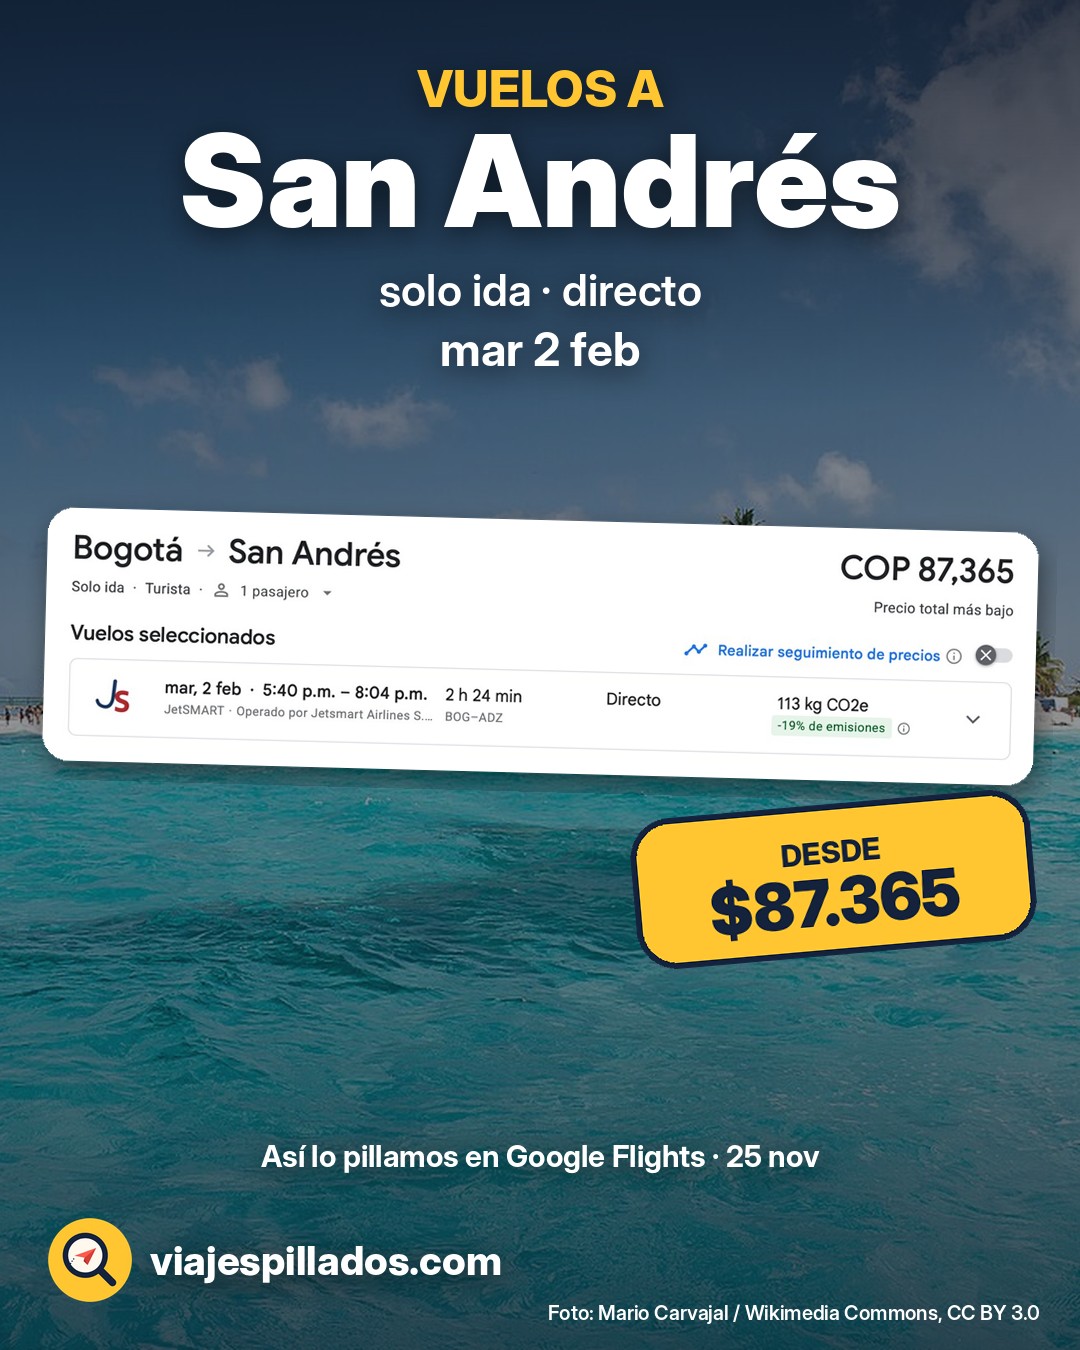 VUELOS A
San Andrés
solo ida · directo
mar 2 feb
Bogotá → San Andrés
COP 87,365
Solo ida · Turista · 1 pasajero
Precio total más bajo
Vuelos seleccionados
Realizar seguimiento de precios
JS
mar, 2 feb · 5:40 p.m. – 8:04 p.m.
2 h 24 min
Directo
113 kg CO2e
JetSMART · Operado por Jetsmart Airlines S...
BOG–ADZ
-19% de emisiones
DESDE
$87.365
Así lo pillamos en Google Flights · 25 nov
viajespillados.com
Foto: Mario Carvajal / Wikimedia Commons, CC BY 3.0